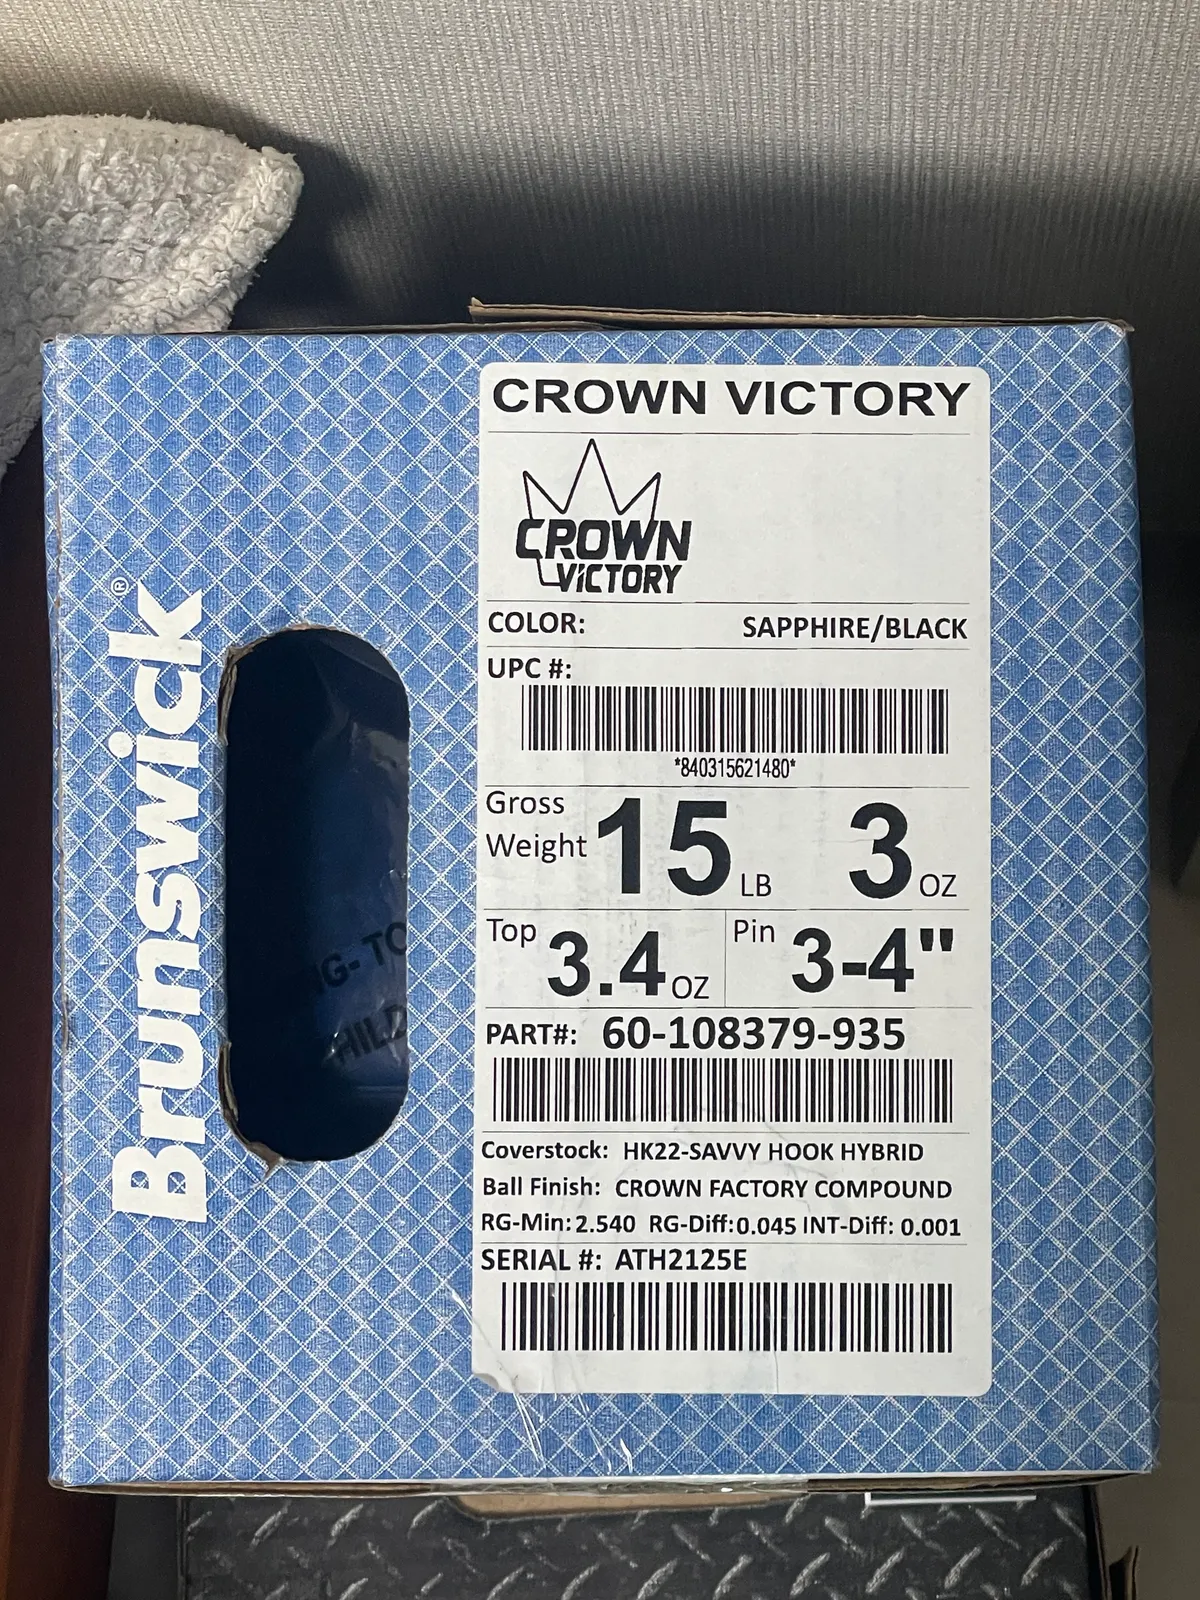 CROWN VICTORY
CROWN
VICTORY
COLOR: SAPPHIRE/BLACK
UPC #:
*840315621480*
Gross Weight 15 LB 3 OZ
Top 3.4 OZ Pin 3-4"
PART#: 60-108379-935
Coverstock: HK22-SAVVY HOOK HYBRID
Ball Finish: CROWN FACTORY COMPOUND
RG-Min: 2.540 RG-Diff: 0.045 INT-Diff: 0.001
SERIAL #: ATH2125E
Brunswick®